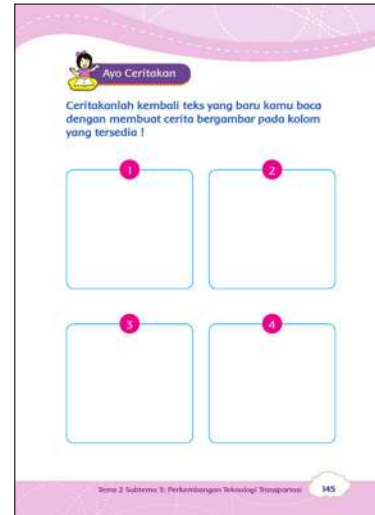 Ayo Ceritakan
Ceritakanlah kembali teks yang baru kamu baca
dengan membuat cerita bergambar pada kolom
yang tersedia !
1
2
3
4
Tema 2 Subtema 3: Perkembangan Teknologi Transportasi
145